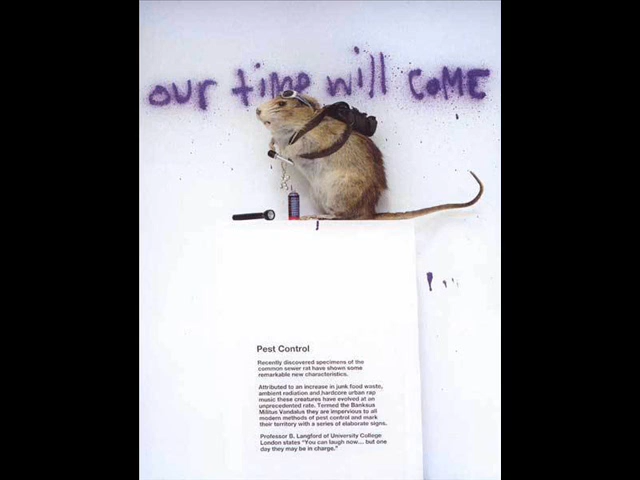 our time will COME
Pest Control
Recently discovered specimens of the
common sewer rat have shown some
remarkable new characteristics.
Attributed to an increase in junk food waste,
ambient radiation and hardcore urban rap
music these creatures have evolved at an
unprecedented rate. Termed the Banksus
Militus Vandalus they are impervious to all
modern methods of pest control and mark
their territory with a series of elaborate signs.
Professor B. Langford of University College
London states "You can laugh now.... but one
day they may be in charge."